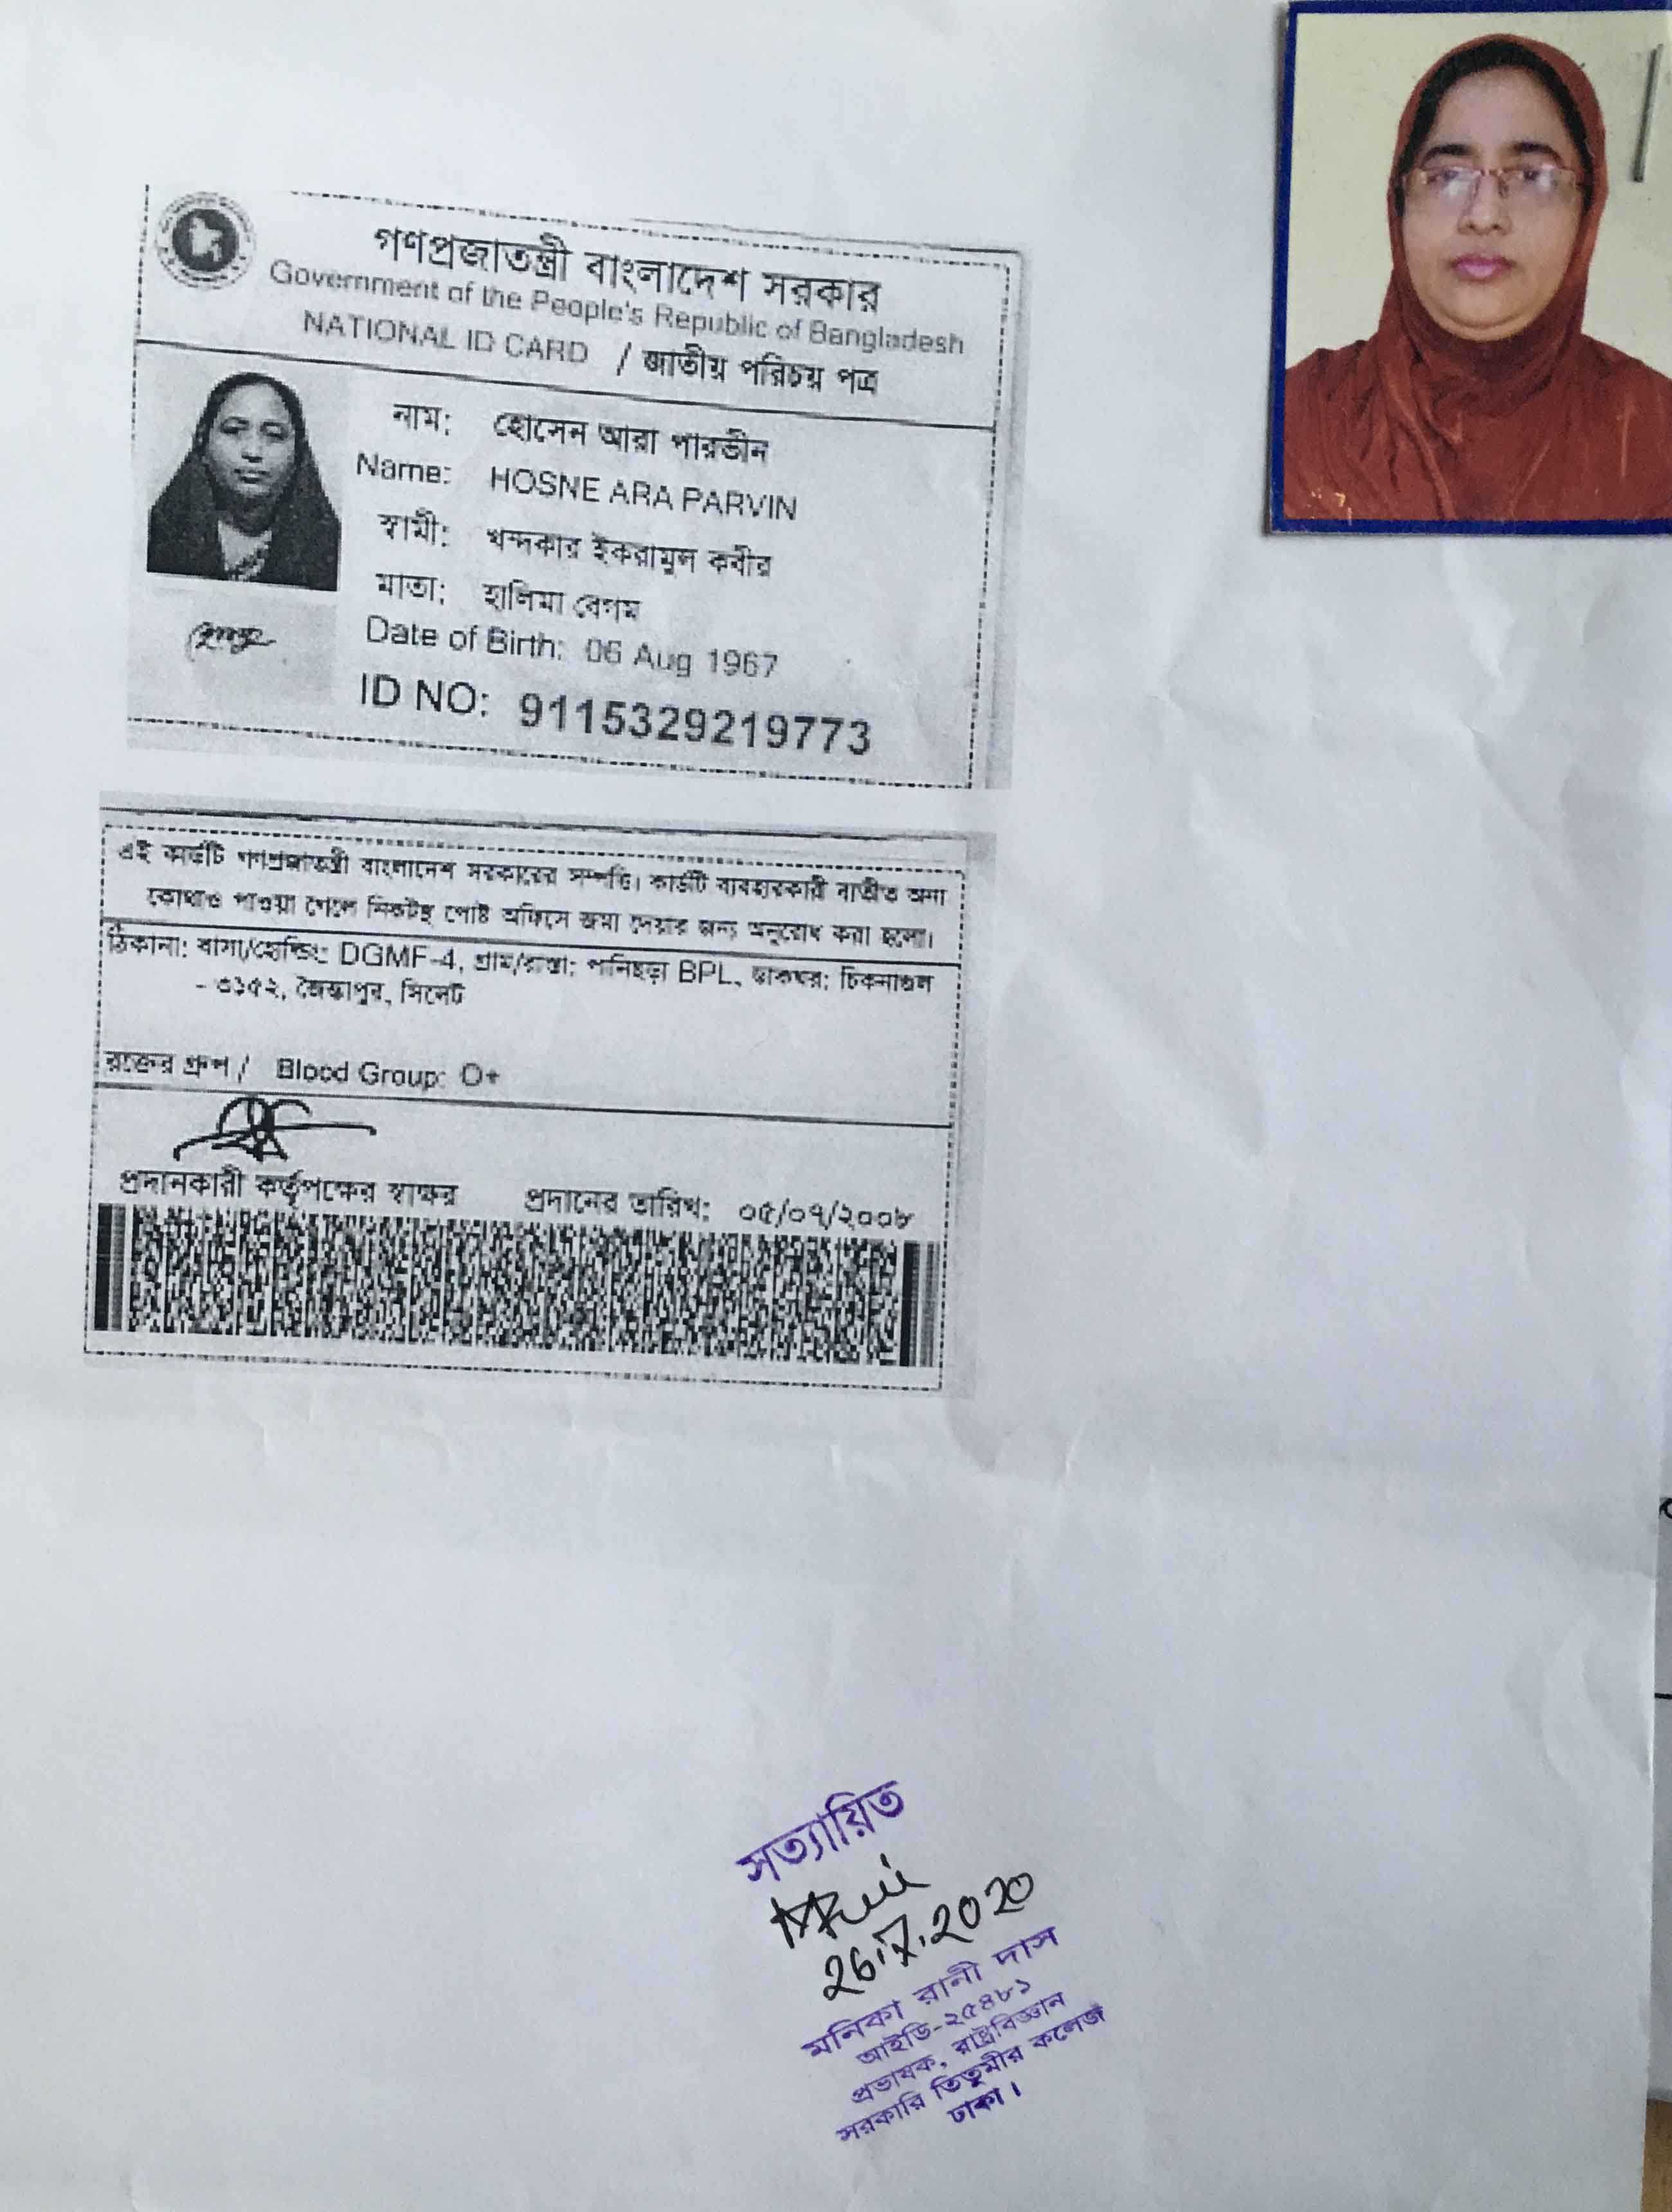 গণপ্রজাতন্ত্রী বাংলাদেশ সরকার
Government of the People's Republic of Bangladesh
NATIONAL ID CARD / জাতীয় পরিচয় পত্র
নাম: হোসেন আরা পারভীন
Name: HOSNE ARA PARVIN
স্বামী: খন্দকার ইকরামুল কবীর
মাতা: হালিমা বেগম
Date of Birth: 06 Aug 1967
ID NO: 9115329219773
এই কার্ডটি গণপ্রজাতন্ত্রী বাংলাদেশ সরকারের সম্পত্তি। কার্ডটি ব্যবহারকারী ব্যতীত অন্য
কোথাও পাওয়া গেলে নিকটস্থ পোষ্ট অফিসে জমা দেয়ার জন্য অনুরোধ করা হলো।
ঠিকানা: বাসা/হোল্ডিং: DGMF-4, গ্রাম/রাস্তা: পানিছড়া BPL, ডাকঘর: চিকনাগুল
- ৩১৫২, জৈন্তাপুর, সিলেট
রক্তের গ্রুপ / Blood Group: O+
প্রদানকারী কর্তৃপক্ষের স্বাক্ষর প্রদানের তারিখ: ০৫/০৭/২০০৮
সত্যায়িত
26.7.2020
মনিকা রানী দাস
আইডি-২৫৪৮১
প্রভাষক, রাষ্ট্রবিজ্ঞান
সরকারি তিতুমীর কলেজ
ঢাকা।